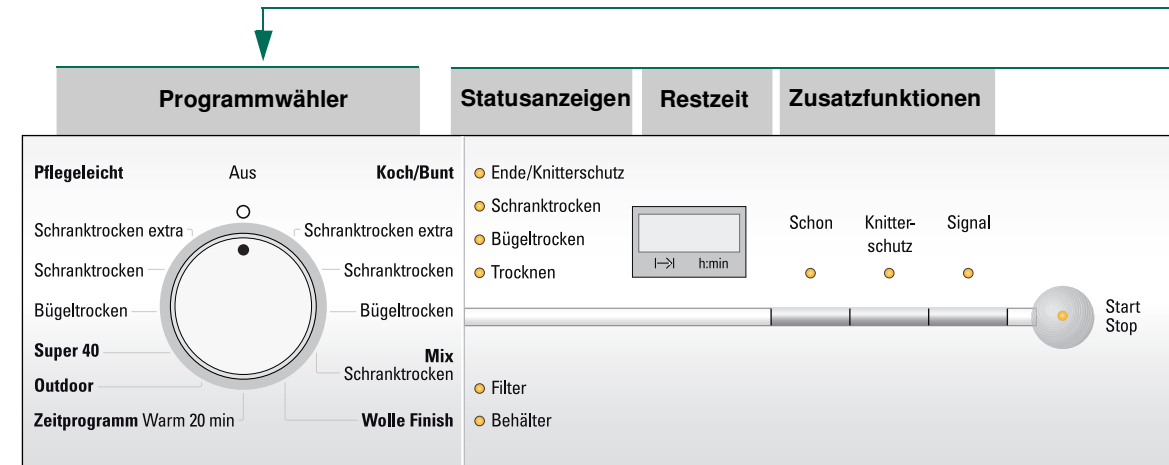 Programmwähler
Statusanzeigen
Restzeit
Zusatzfunktionen
Pflegeleicht
Aus
Koch/Bunt
Schranktrocken extra
Schranktrocken
Bügeltrocken
Super 40
Outdoor
Zeitprogramm Warm 20 min
Schranktrocken extra
Schranktrocken
Bügeltrocken
Mix
Schranktrocken
Wolle Finish
Ende/Knitterschutz
Schranktrocken
Bügeltrocken
Trocknen
Filter
Behälter
h:min
Schon
Knitter-
schutz
Signal
Start
Stop